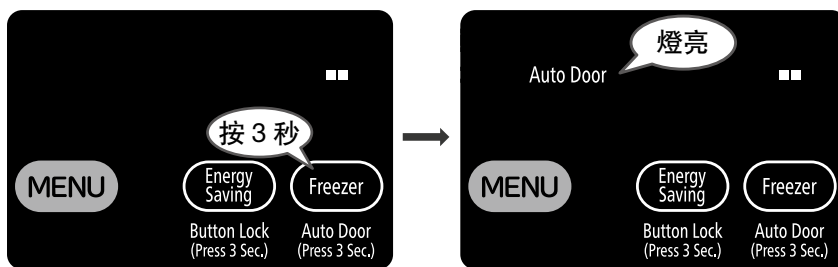 按 3 秒
MENU
Energy
Saving
Freezer
Button Lock
(Press 3 Sec.)
Auto Door
(Press 3 Sec.)
燈亮
Auto Door
MENU
Energy
Saving
Freezer
Button Lock
(Press 3 Sec.)
Auto Door
(Press 3 Sec.)